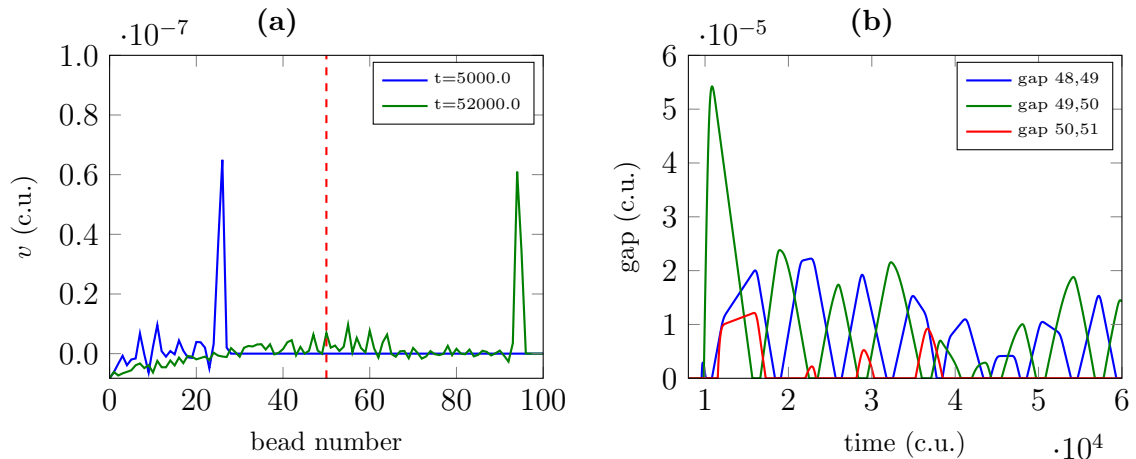 (a)
·10⁻⁷
1.0
0.8
0.6
0.4
0.2
0.0
0 20 40 60 80 100
v (c.u.)
bead number
t=5000.0
t=52000.0
(b)
·10⁻⁵
6
5
4
3
2
1
0
1 2 3 4 5 6
·10⁴
gap (c.u.)
time (c.u.)
gap 48,49
gap 49,50
gap 50,51